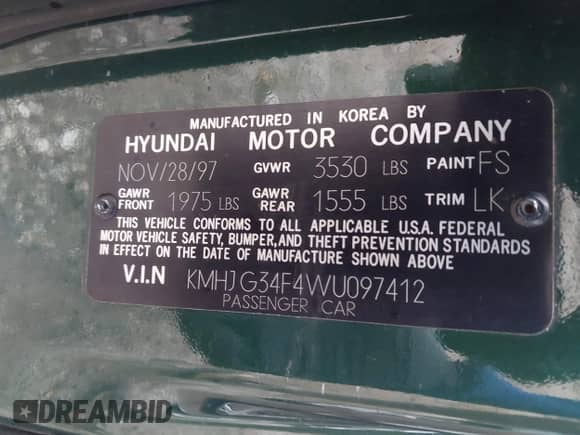 MANUFACTURED IN KOREA BY
HYUNDAI MOTOR COMPANY
NOV/28/97 GVWR 3530 LBS PAINT FS
GAWR FRONT 1975 LBS GAWR REAR 1555 LBS TRIM LK
THIS VEHICLE CONFORMS TO ALL APPLICABLE U.S.A. FEDERAL
MOTOR VEHICLE SAFETY, BUMPER,AND THEFT PREVENTION STANDARDS
IN EFFECT ON THE DATE OF MANUFACTURE SHOWN ABOVE
V.I.N KMHJG34F4WU097412
PASSENGER CAR
DREAMBID